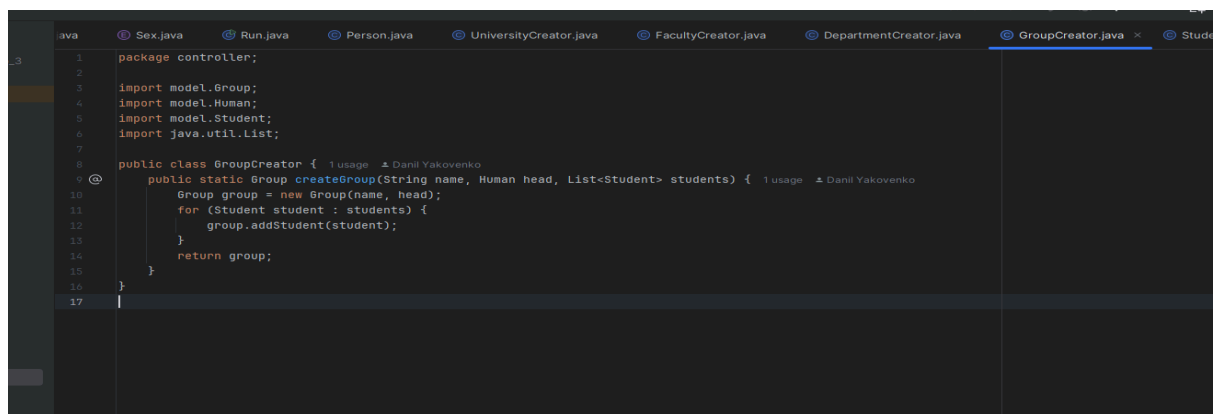 ava Sex.java Run.java Person.java UniversityCreator.java FacultyCreator.java DepartmentCreator.java GroupCreator.java × Stude
_3
1 package controller;
2
3 import model.Group;
4 import model.Human;
5 import model.Student;
6 import java.util.List;
7
8 public class GroupCreator { 1 usage Danil Yakovenko
9 @ public static Group createGroup(String name, Human head, List<Student> students) { 1 usage Danil Yakovenko
10 Group group = new Group(name, head);
11 for (Student student : students) {
12 group.addStudent(student);
13 }
14 return group;
15 }
16 }
17